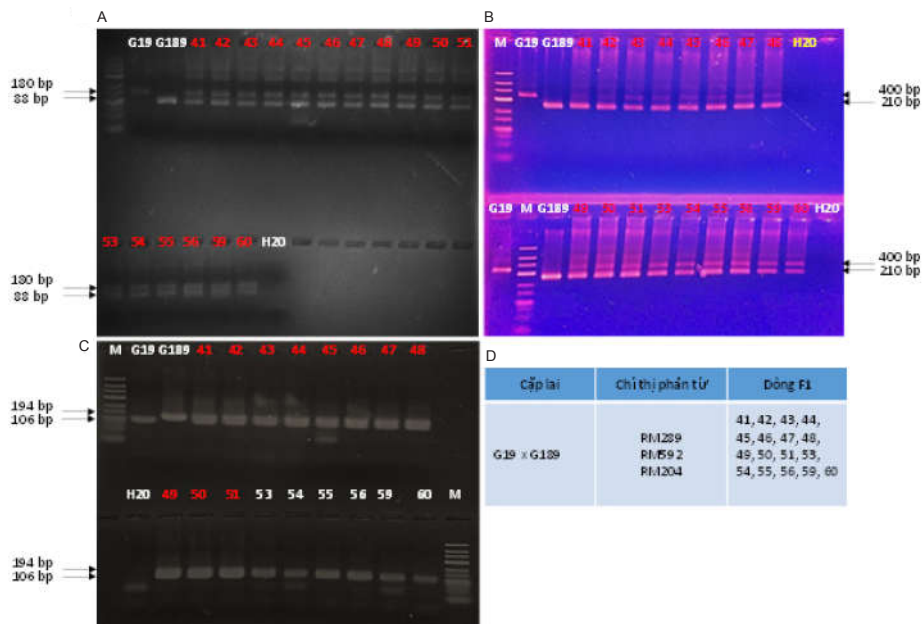 A
G19 G189 41 42 43 44 45 46 47 48 49 50 51
180 bp
88 bp
53 54 55 56 59 60 H20
180 bp
88 bp
B
M G19 G189 41 42 43 44 45 46 47 48 H20
400 bp
210 bp
G19 M G189 49 50 51 53 54 55 56 59 60 H20
400 bp
210 bp
C
M G19 G189 41 42 43 44 45 46 47 48
194 bp
106 bp
H20 49 50 51 53 54 55 56 59 60 M
194 bp
106 bp
D
Cặp lai Chỉ thị phân tử Dòng F1
G19 x G189
RM289
RM592
RM204
41, 42, 43, 44,
45, 46, 47, 48,
49, 50, 51, 53,
54, 55, 56, 59, 60